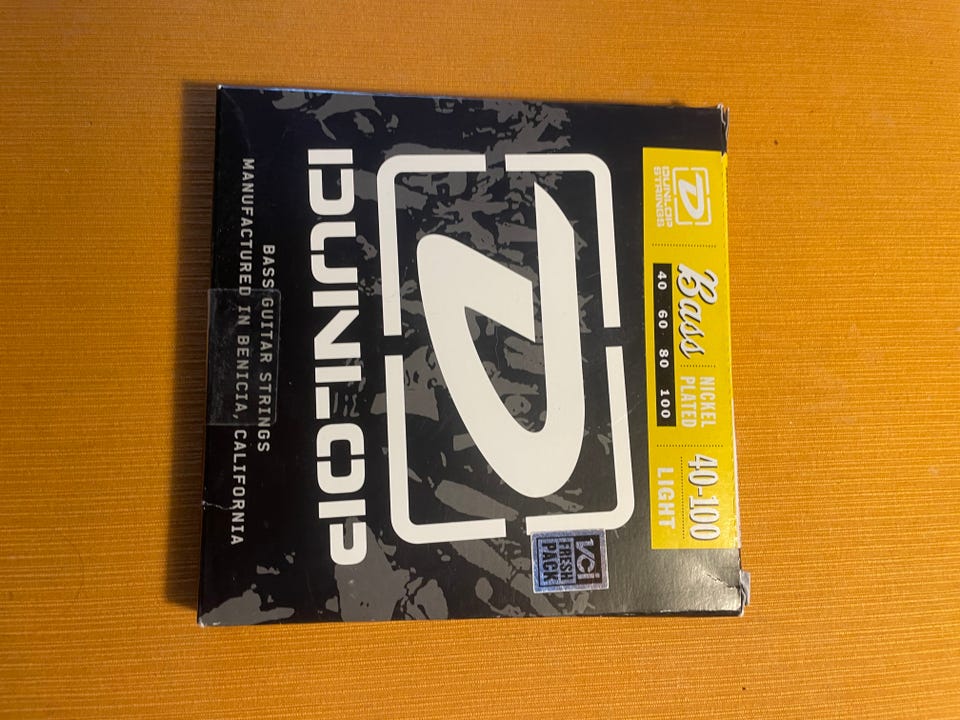 DUNLOP
STRINGS
Bass
40 60 80 100
NICKEL
PLATED
40-100
LIGHT
VCI
FRESH
PACK
DUNLOP
BASS GUITAR STRINGS
MANUFACTURED IN BENICIA, CALIFORNIA